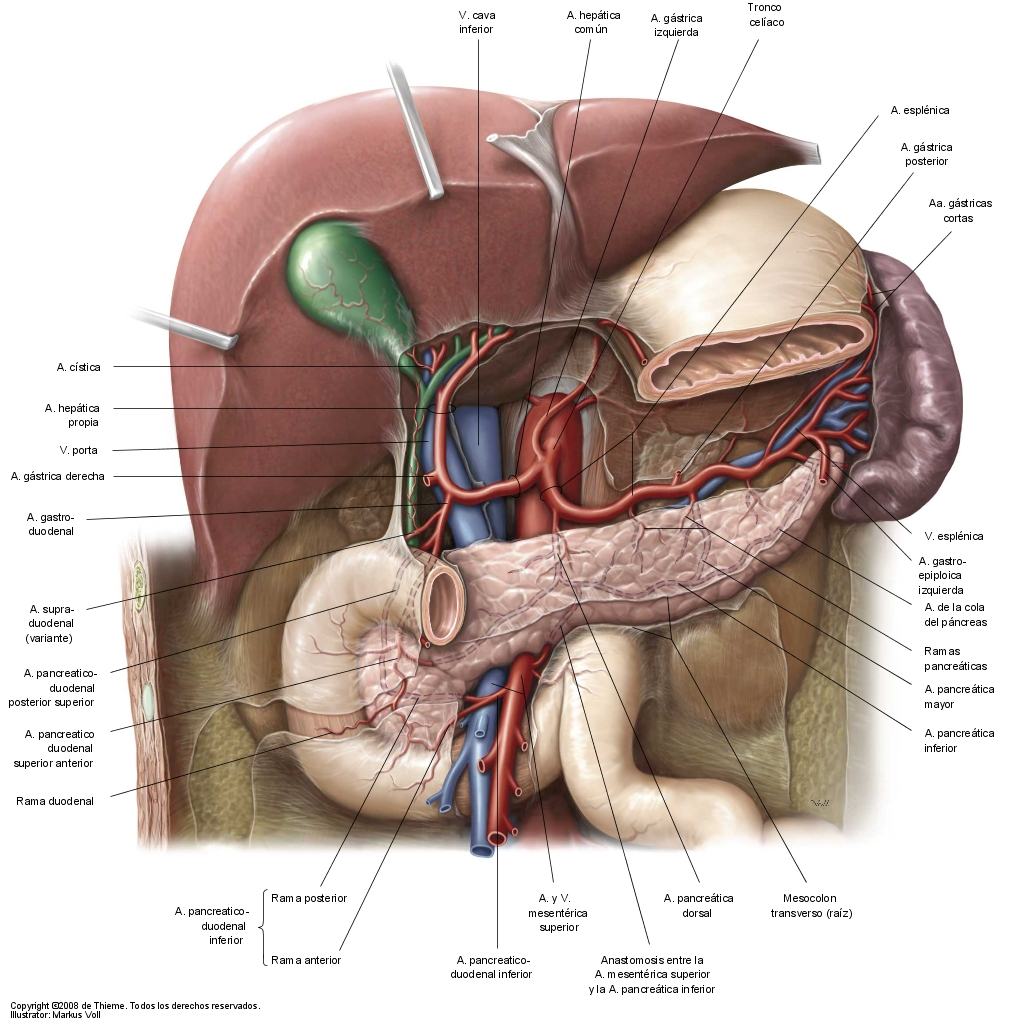 V. cava
inferior
A. hepática
común
A. gástrica
izquierda
Tronco
celíaco
A. esplénica
A. gástrica
posterior
Aa. gástricas
cortas
A. cística
A. hepática
propia
V. porta
A. gástrica derecha
A. gastro-
duodenal
A. supra-
duodenal
(variante)
A. pancreatico-
duodenal
posterior superior
A. pancreatico
duodenal
superior anterior
Rama duodenal
V. esplénica
A. gastro-
epiploica
izquierda
A. de la cola
del páncreas
Ramas
pancreáticas
A. pancreática
mayor
A. pancreática
inferior
A. pancreatico-
duodenal
inferior
Rama posterior
Rama anterior
A. y V.
mesentérica
superior
A. pancreática
dorsal
Mesocolon
transverso (raíz)
A. pancreatico-
duodenal inferior
Anastomosis entre la
A. mesentérica superior
y la A. pancreática inferior
Voll
Copyright ©2008 de Thieme. Todos los derechos reservados.
Illustrator: Markus Voll